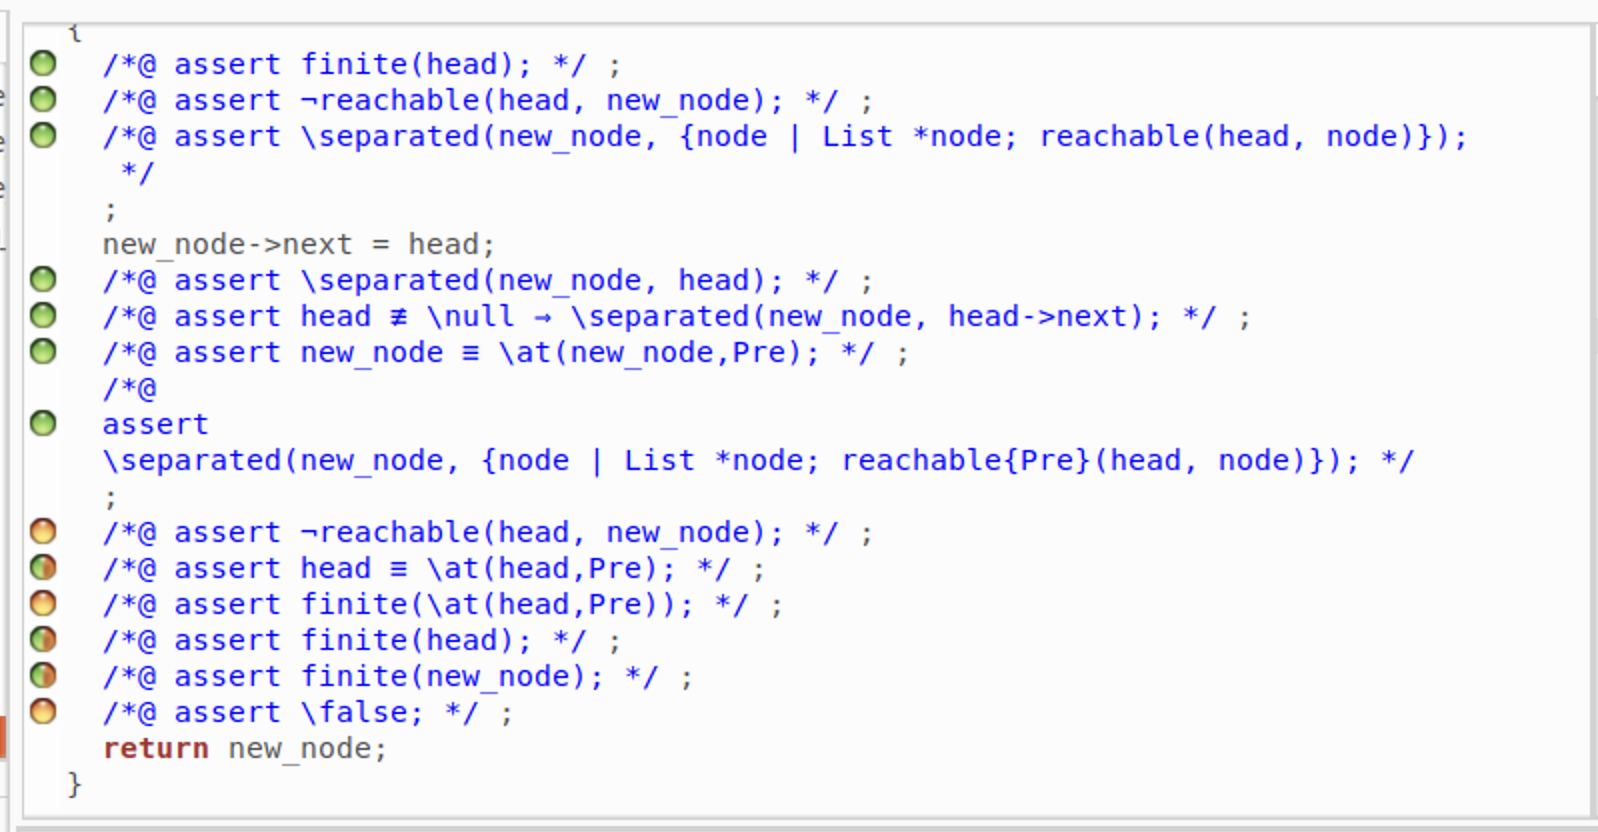 {
/*@ assert finite(head); */ ;
/*@ assert ¬reachable(head, new_node); */ ;
/*@ assert \separated(new_node, {node | List *node; reachable(head, node)});
*/
;
new_node->next = head;
/*@ assert \separated(new_node, head); */ ;
/*@ assert head ≢ \null ⇒ \separated(new_node, head->next); */ ;
/*@ assert new_node ≡ \at(new_node,Pre); */ ;
/*@
assert
\separated(new_node, {node | List *node; reachable{Pre}(head, node)}); */
;
/*@ assert ¬reachable(head, new_node); */ ;
/*@ assert head ≡ \at(head,Pre); */ ;
/*@ assert finite(\at(head,Pre)); */ ;
/*@ assert finite(head); */ ;
/*@ assert finite(new_node); */ ;
/*@ assert \false; */ ;
return new_node;
}